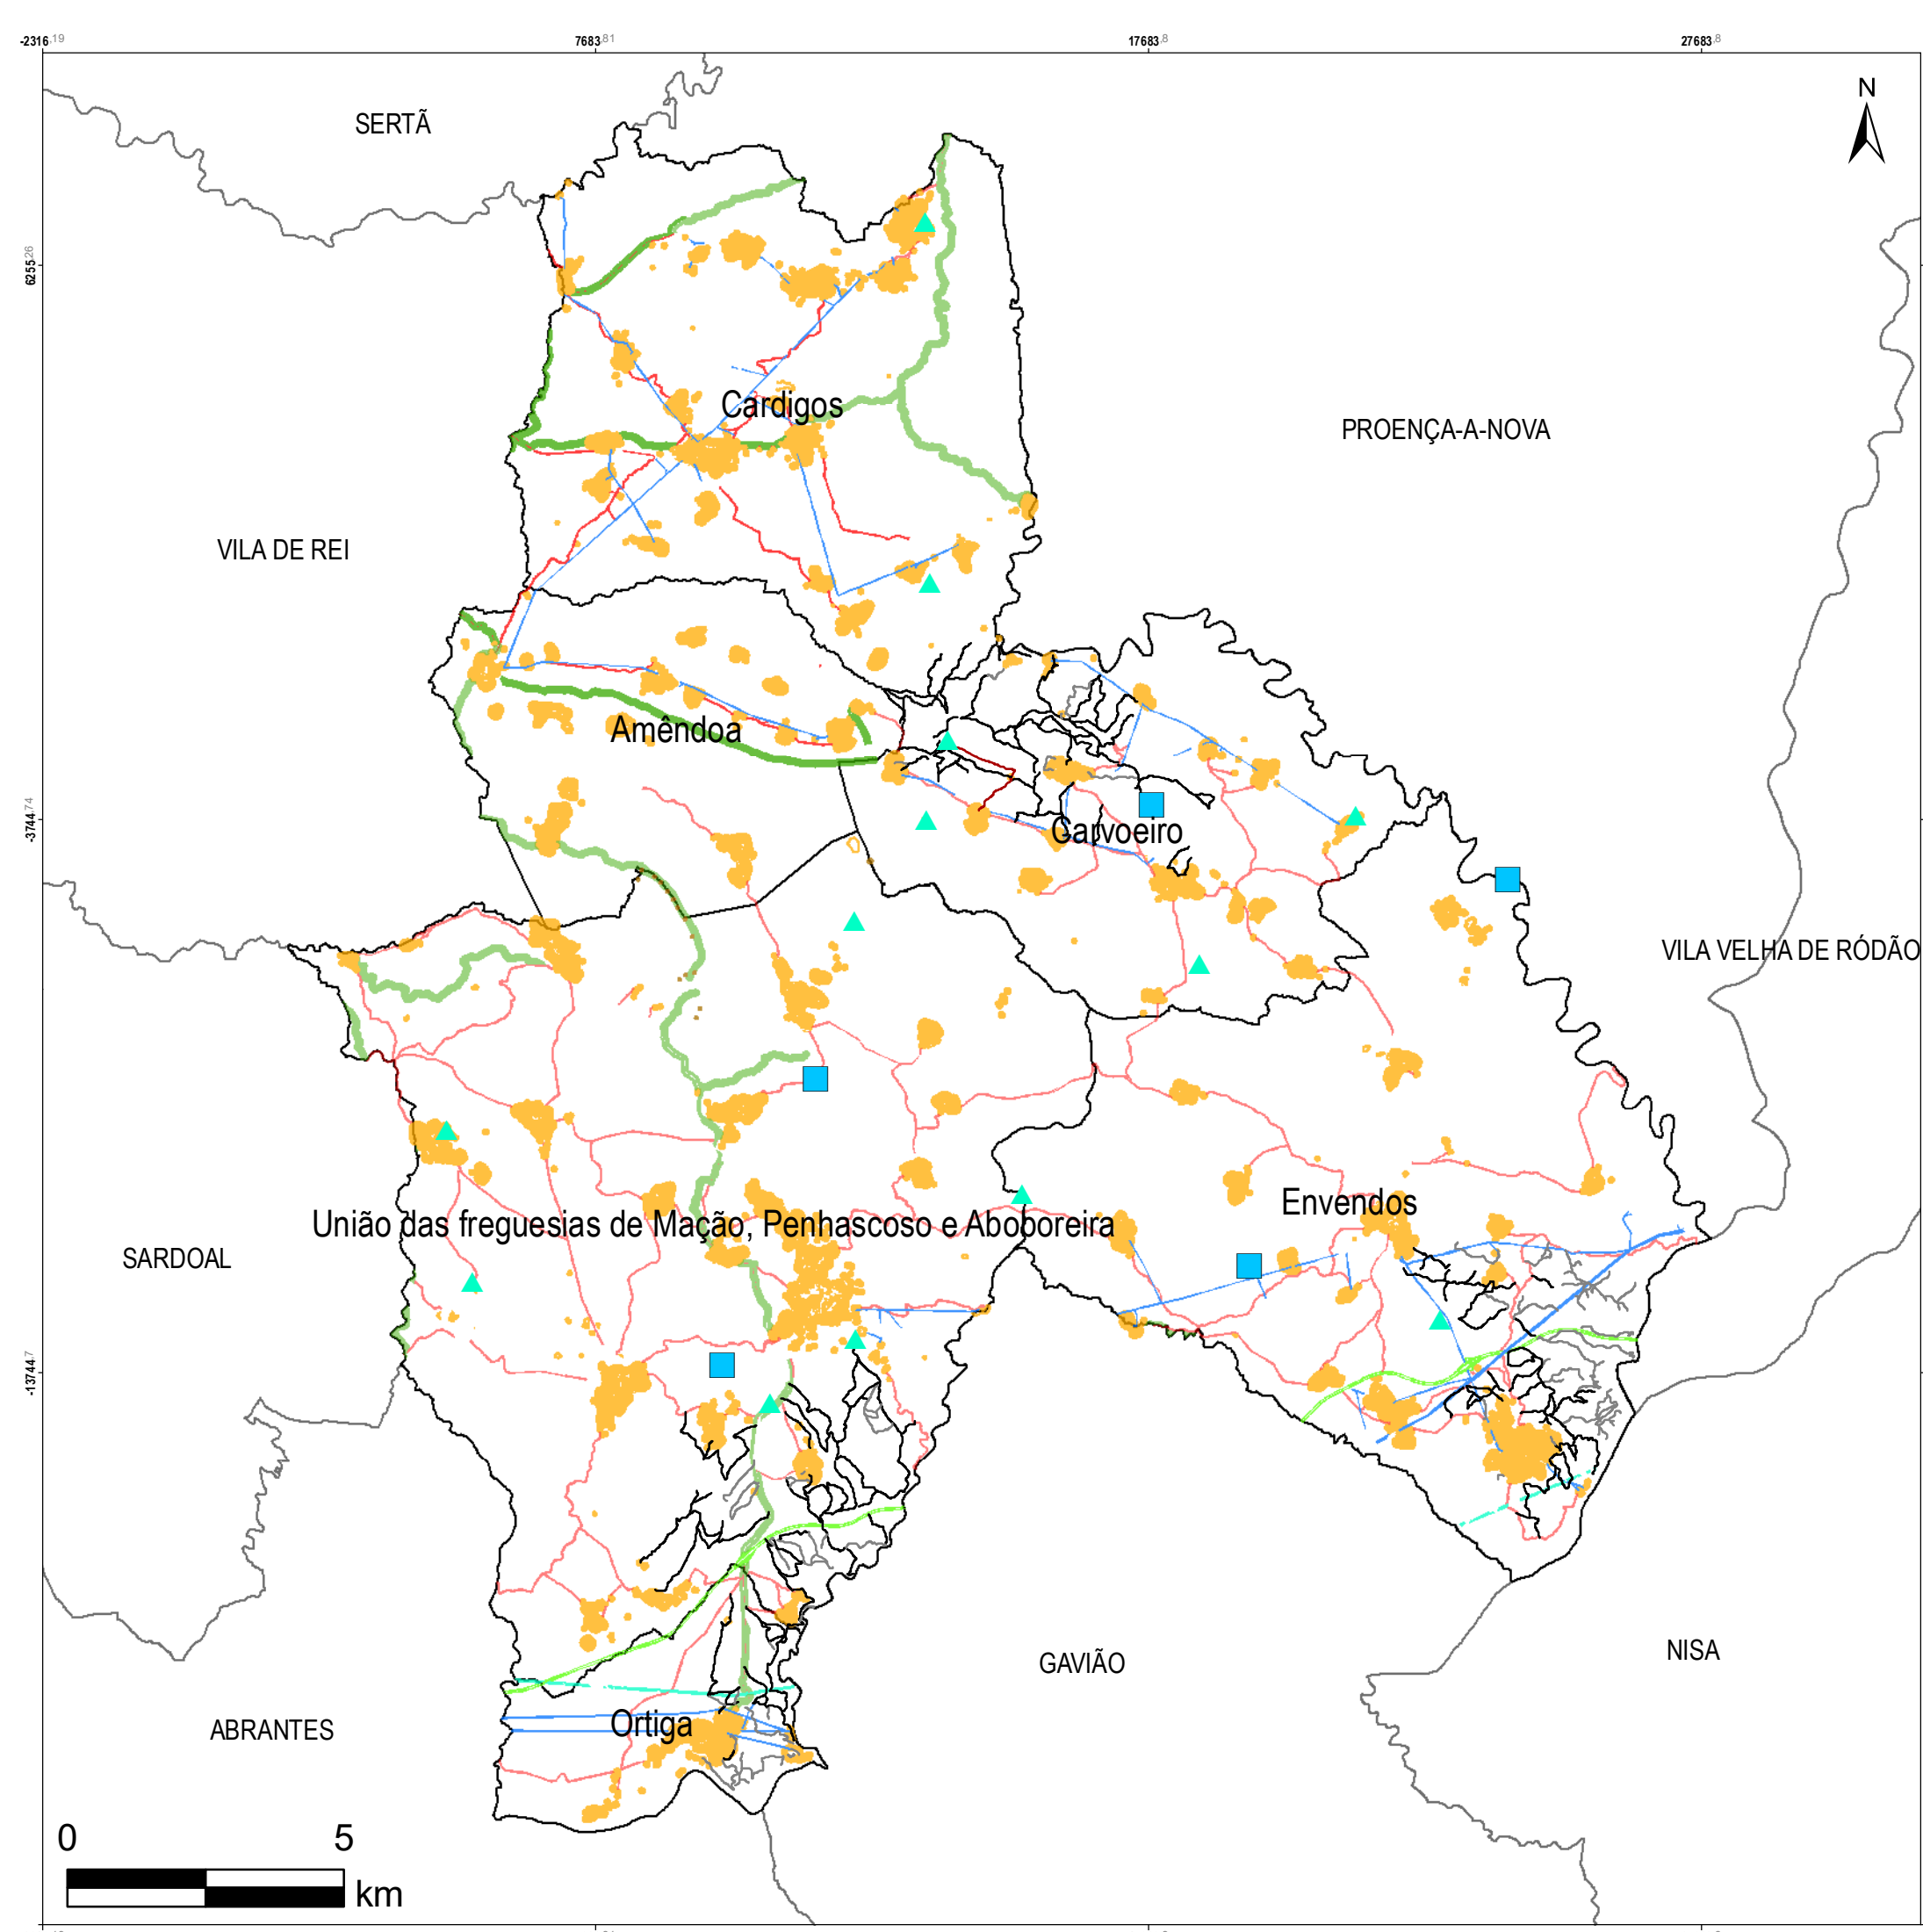 -2316,19 7683,81 17683,8 27683,8
N
SERTÃ
6255,26
Cardigos
PROENÇA-A-NOVA
VILA DE REI
Amêndoa
-3744,74
Carvoeiro
VILA VELHA DE RÓDÃO
Envendos
União das freguesias de Mação, Penhascoso e Aboboreira
SARDOAL
-13744,7
GAVIÃO
NISA
Ortiga
ABRANTES
0 5
km